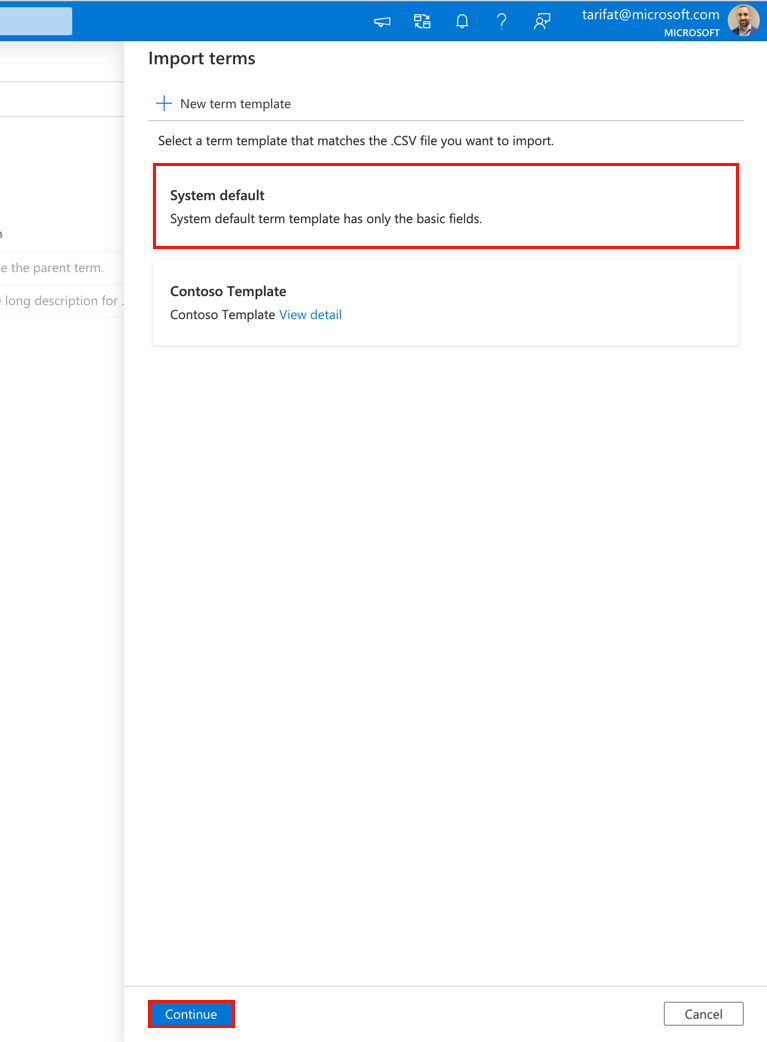 tarifat@microsoft.com
MICROSOFT
Import terms
New term template
Select a term template that matches the .CSV file you want to import.
System default
System default term template has only the basic fields.
e the parent term.
Contoso Template
long description for .
Contoso Template View detail
Continue
Cancel